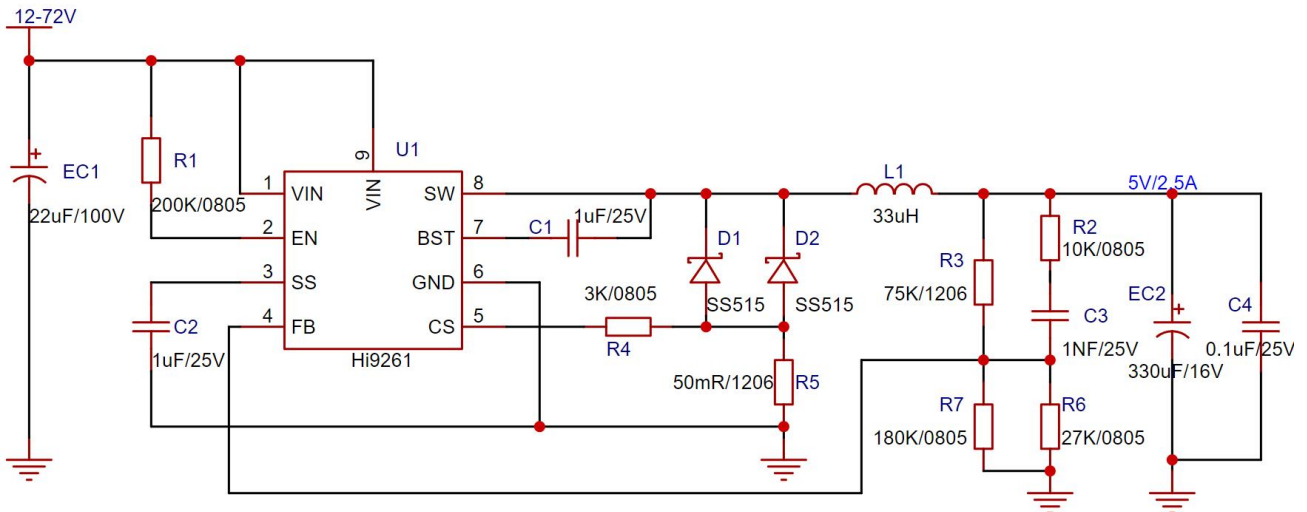 12-72V
EC1
22uF/100V
R1
200K/0805
C2
1uF/25V
U1
9
VIN
1
VIN
2
EN
3
SS
4
FB
SW
8
BST
7
GND
6
CS
5
Hi9261
C1
1uF/25V
3K/0805
R4
D1
SS515
D2
SS515
50mR/1206
R5
L1
33uH
R3
75K/1206
R2
10K/0805
C3
1NF/25V
R7
180K/0805
R6
27K/0805
5V/2.5A
EC2
330uF/16V
C4
0.1uF/25V